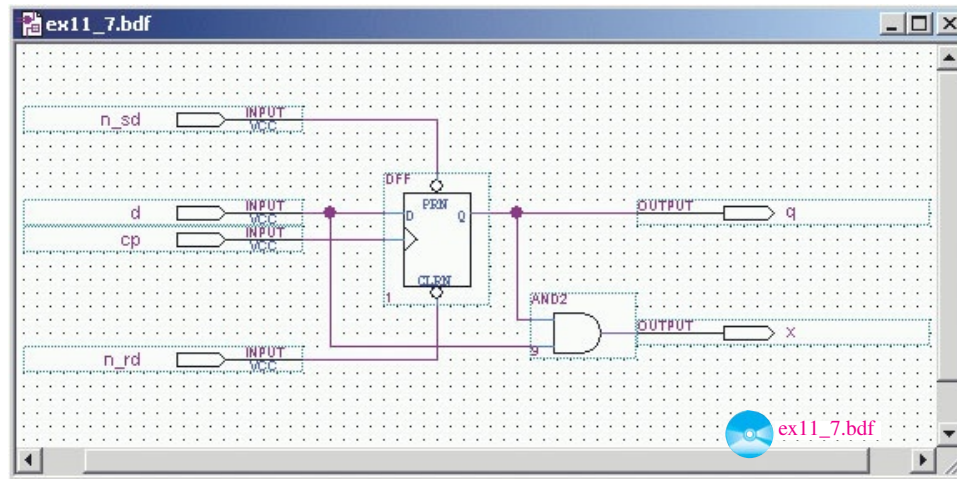 ex11_7.bdf
n_sd INPUT VCC
DFF
PRN
d INPUT VCC
D Q
OUTPUT q
cp INPUT VCC
CLRN
1
AND2
OUTPUT x
9
n_rd INPUT VCC
ex11_7.bdf